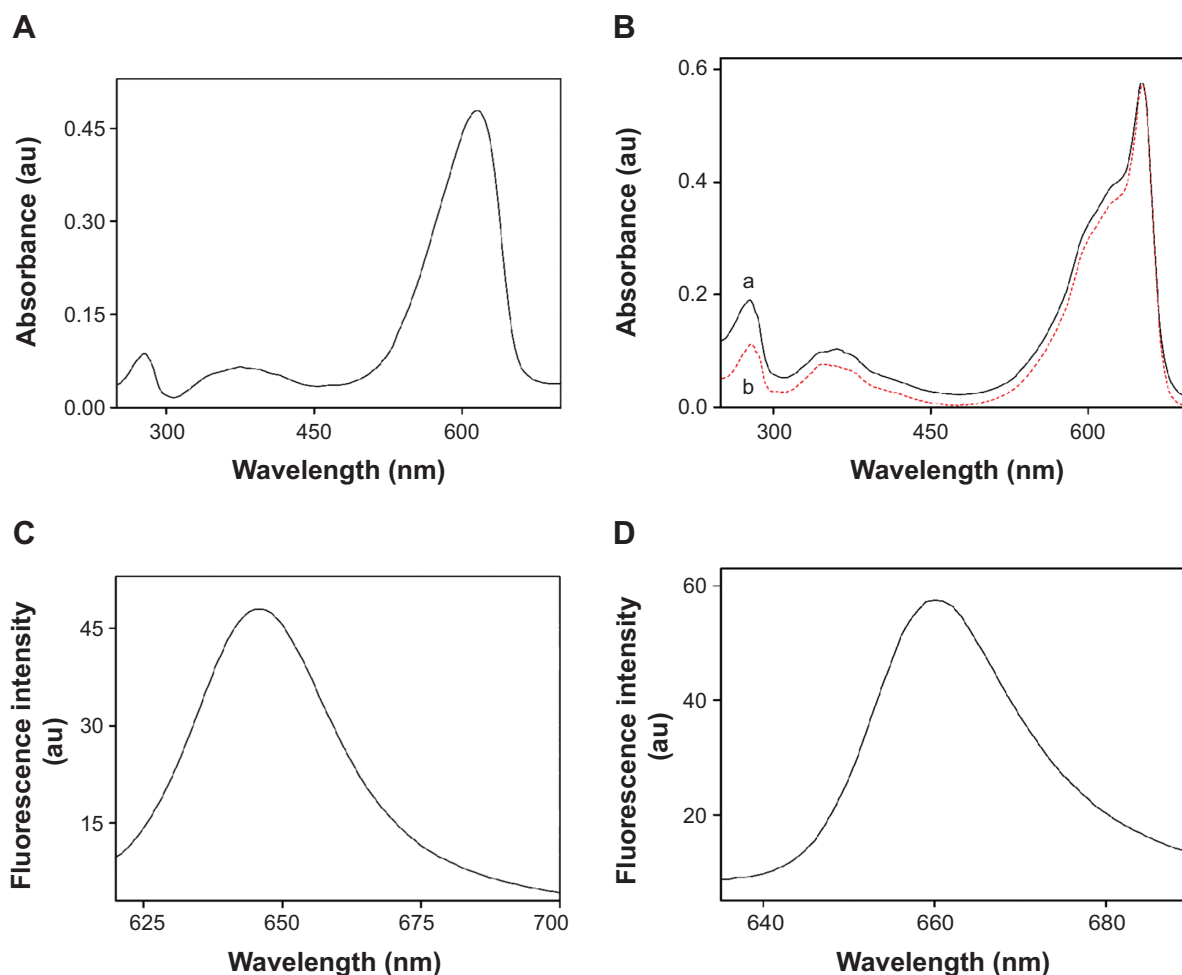 A
Absorbance (au)
0.45
0.30
0.15
0.00
300
450
600
Wavelength (nm)
B
Absorbance (au)
0.6
0.4
0.2
0.0
a
b
300
450
600
Wavelength (nm)
C
Fluorescence intensity
(au)
45
30
15
625
650
675
700
Wavelength (nm)
D
Fluorescence intensity
(au)
60
40
20
640
660
680
Wavelength (nm)